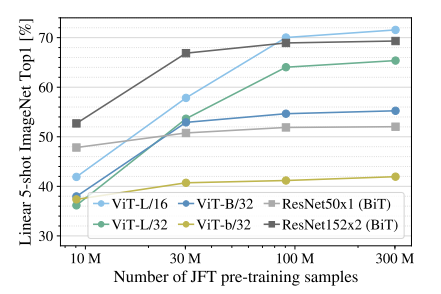 Linear 5-shot ImageNet Top1 [%]
70
60
50
40
30
ViT-L/16
ViT-B/32
ResNet50x1 (BiT)
ViT-L/32
ViT-b/32
ResNet152x2 (BiT)
10 M
30 M
100 M
300 M
Number of JFT pre-training samples